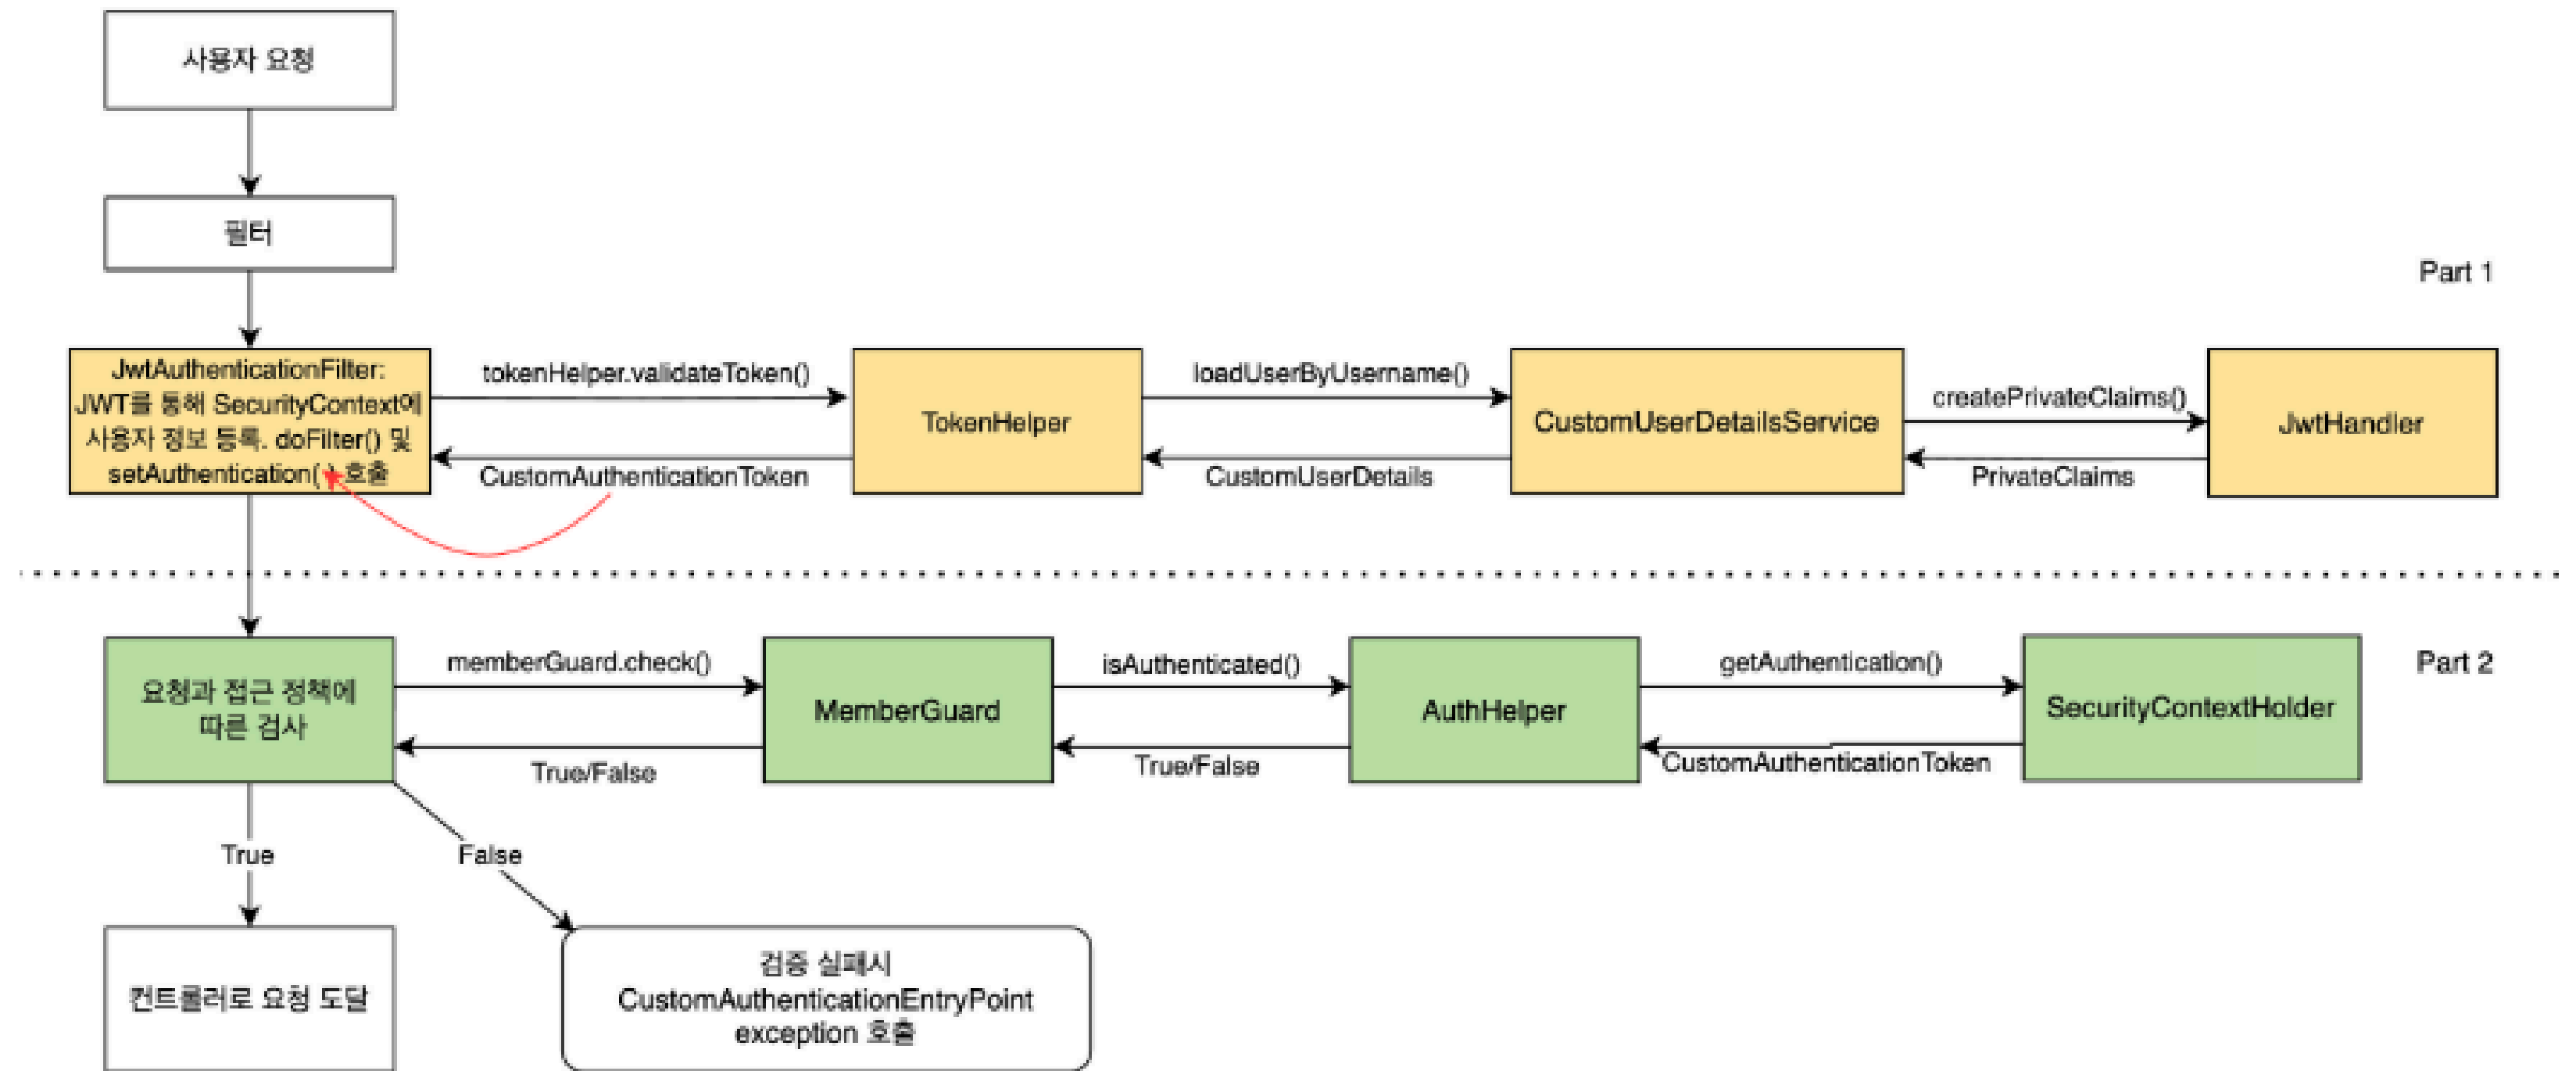 사용자 요청
필터
Part 1
JwtAuthenticationFilter:
JWT를 통해 SecurityContext에
사용자 정보 등록. doFilter() 및
setAuthentication( ) 호출
tokenHelper.validateToken()
CustomAuthenticationToken
TokenHelper
loadUserByUsername()
CustomUserDetails
CustomUserDetailsService
createPrivateClaims()
PrivateClaims
JwtHandler
Part 2
요청과 접근 정책에
따른 검사
memberGuard.check()
True/False
MemberGuard
isAuthenticated()
True/False
AuthHelper
getAuthentication()
CustomAuthenticationToken
SecurityContextHolder
True
False
컨트롤러로 요청 도달
검증 실패시
CustomAuthenticationEntryPoint
exception 호출